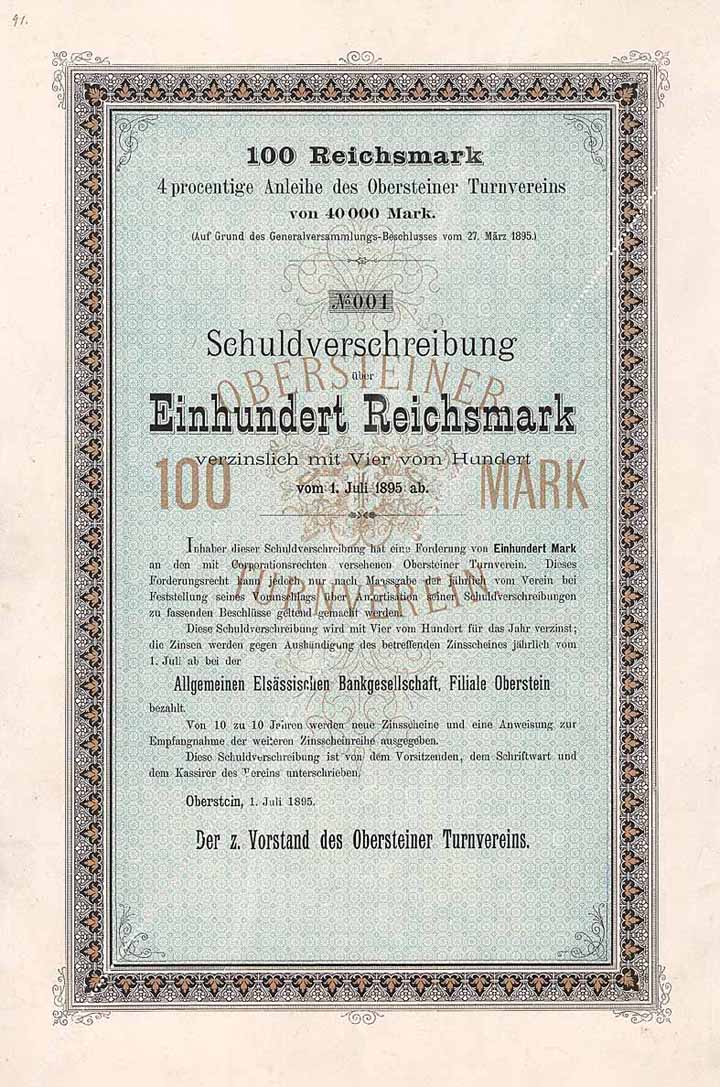 91.
100 Reichsmark
4procentige Anleihe des Obersteiner Turnvereins
von 40000 Mark.
(Auf Grund des Generalversammlungs-Beschlusses vom 27. März 1895.)
№ 001
Schuldverschreibung
über
OBERSTEINER
Einhundert Reichsmark
verzinslich mit Vier vom Hundert
100 MARK
vom 1. Juli 1895 ab.
Inhaber dieser Schuldverschreibung hat eine Forderung von Einhundert Mark
an den mit Corporationsrechten versehenen Obersteiner Turnverein. Dieses
Forderungsrecht kann jedoch nur nach Maassgabe der jährlich vom Verein bei
Feststellung seines Voranschlags über Amortisation seiner Schuldverschreibungen
TURNVEREIN
zu fassenden Beschlüsse geltend gemacht werden.
Diese Schuldverschreibung wird mit Vier vom Hundert für das Jahr verzinst;
die Zinsen werden gegen Aushändigung des betreffenden Zinsscheines jährlich vom
1. Juli ab bei der
Allgemeinen Elsässischen Bankgesellschaft, Filiale Oberstein
bezahlt.
Von 10 zu 10 Jahren werden neue Zinsscheine und eine Anweisung zur
Empfangnahme der weiteren Zinsscheinreihe ausgegeben.
Diese Schuldverschreibung ist von dem Vorsitzenden, dem Schriftwart und
dem Kassirer des Vereins unterschrieben.
Oberstein, 1. Juli 1895.
Der z. Vorstand des Obersteiner Turnvereins.